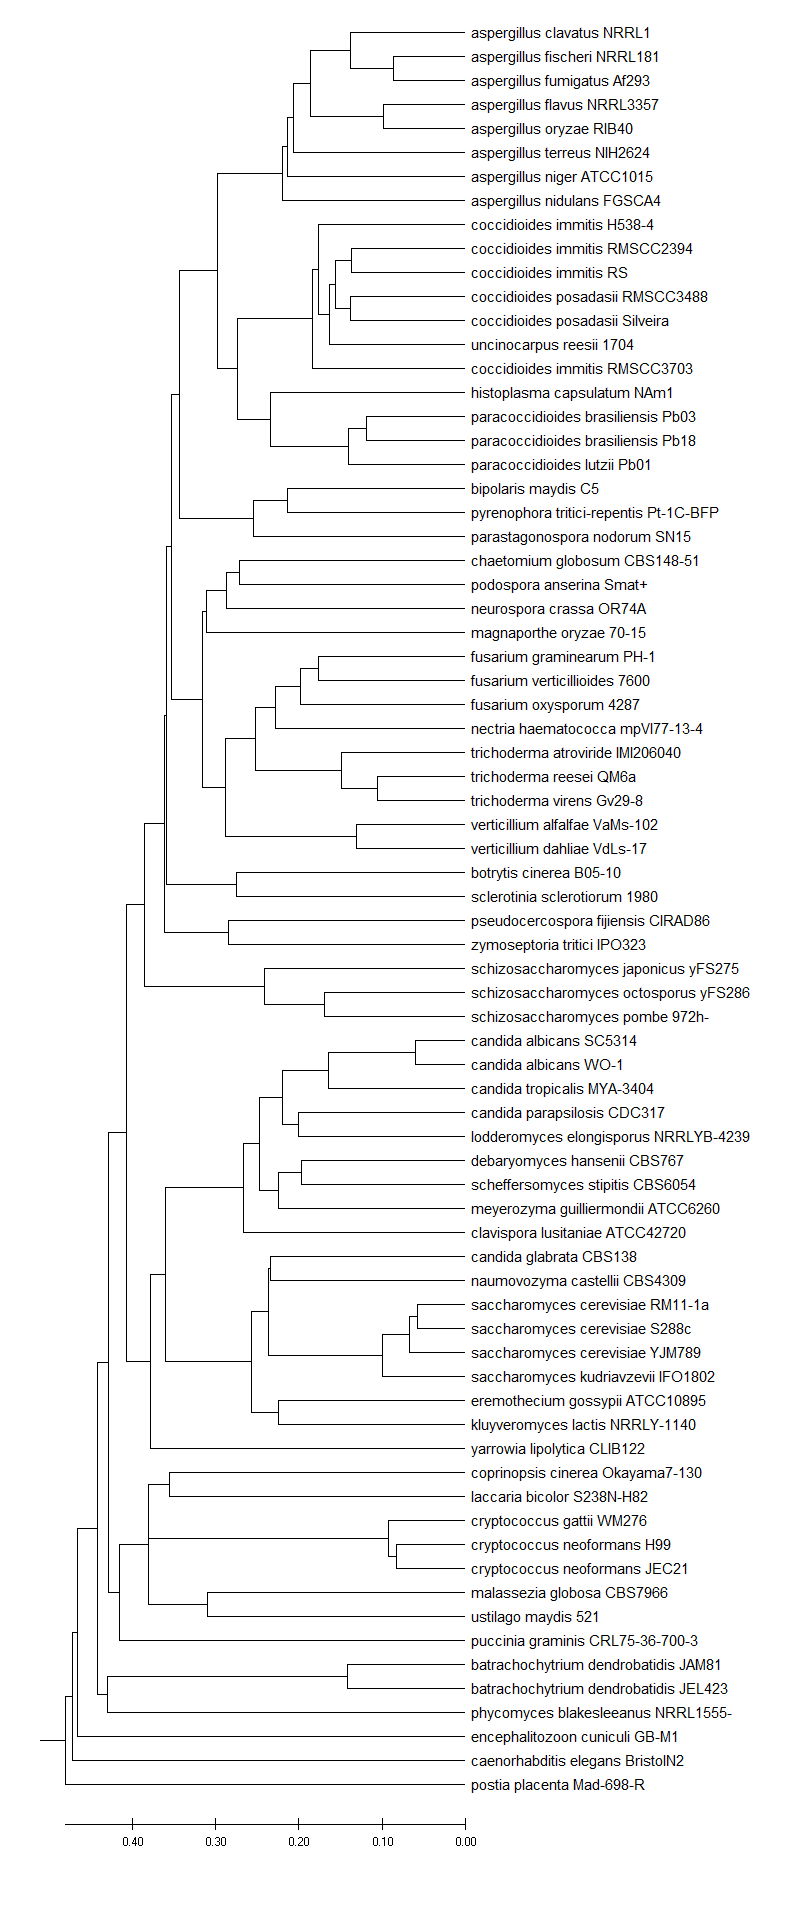 aspergillus clavatus NRRL1
aspergillus fischeri NRRL181
aspergillus fumigatus Af293
aspergillus flavus NRRL3357
aspergillus oryzae RIB40
aspergillus terreus NIH2624
aspergillus niger ATCC1015
aspergillus nidulans FGSCA4
coccidioides immitis H538-4
coccidioides immitis RMSCC2394
coccidioides immitis RS
coccidioides posadasii RMSCC3488
coccidioides posadasii Silveira
uncinocarpus reesii 1704
coccidioides immitis RMSCC3703
histoplasma capsulatum NAm1
paracoccidioides brasiliensis Pb03
paracoccidioides brasiliensis Pb18
paracoccidioides lutzii Pb01
bipolaris maydis C5
pyrenophora tritici-repentis Pt-1C-BFP
parastagonospora nodorum SN15
chaetomium globosum CBS148-51
podospora anserina Smat+
neurospora crassa OR74A
magnaporthe oryzae 70-15
fusarium graminearum PH-1
fusarium verticillioides 7600
fusarium oxysporum 4287
nectria haematococca mpVI77-13-4
trichoderma atroviride IMI206040
trichoderma reesei QM6a
trichoderma virens Gv29-8
verticillium alfalfae VaMs-102
verticillium dahliae VdLs-17
botrytis cinerea B05-10
sclerotinia sclerotiorum 1980
pseudocercospora fijiensis CIRAD86
zymoseptoria tritici IPO323
schizosaccharomyces japonicus yFS275
schizosaccharomyces octosporus yFS286
schizosaccharomyces pombe 972h-
candida albicans SC5314
candida albicans WO-1
candida tropicalis MYA-3404
candida parapsilosis CDC317
lodderomyces elongisporus NRRLYB-4239
debaryomyces hansenii CBS767
scheffersomyces stipitis CBS6054
meyerozyma guilliermondii ATCC6260
clavispora lusitaniae ATCC42720
candida glabrata CBS138
naumovozyma castellii CBS4309
saccharomyces cerevisiae RM11-1a
saccharomyces cerevisiae S288c
saccharomyces cerevisiae YJM789
saccharomyces kudriavzevii IFO1802
eremothecium gossypii ATCC10895
kluyveromyces lactis NRRLY-1140
yarrowia lipolytica CLIB122
coprinopsis cinerea Okayama7-130
laccaria bicolor S238N-H82
cryptococcus gattii WM276
cryptococcus neoformans H99
cryptococcus neoformans JEC21
malassezia globosa CBS7966
ustilago maydis 521
puccinia graminis CRL75-36-700-3
batrachochytrium dendrobatidis JAM81
batrachochytrium dendrobatidis JEL423
phycomyces blakesleeanus NRRL1555-
encephalitozoon cuniculi GB-M1
caenorhabditis elegans BristolN2
postia placenta Mad-698-R
0.40 0.30 0.20 0.10 0.00